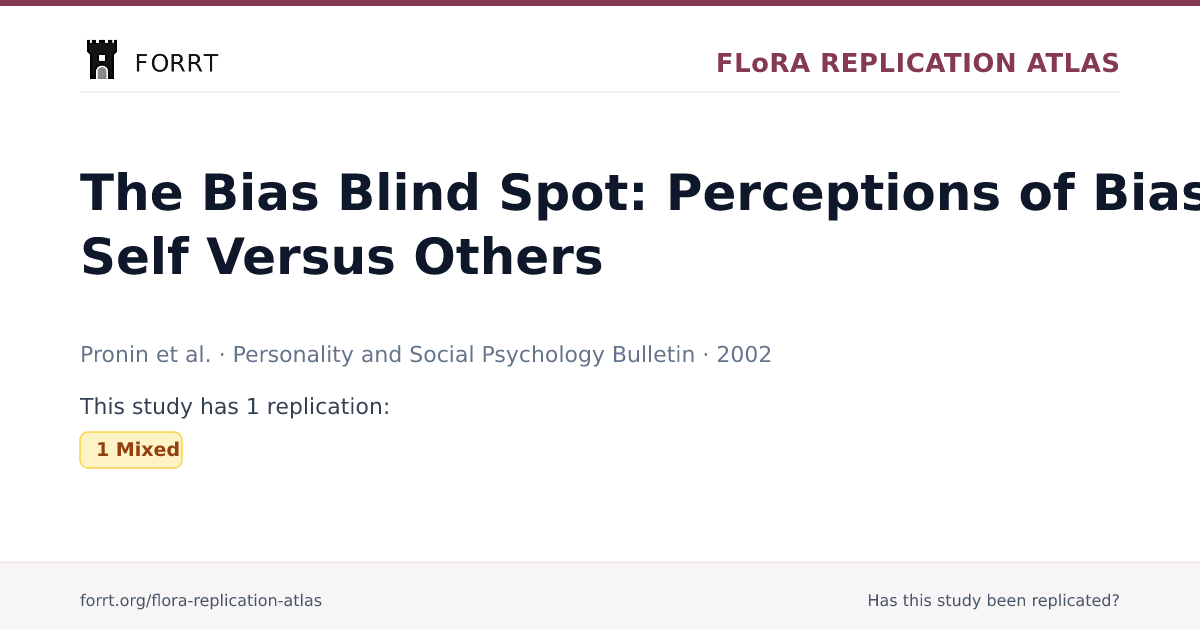 FORRT
FLoRA REPLICATION ATLAS
The Bias Blind Spot: Perceptions of Bias
Self Versus Others
Pronin et al. · Personality and Social Psychology Bulletin · 2002
This study has 1 replication:
1 Mixed
forrt.org/flora-replication-atlas
Has this study been replicated?